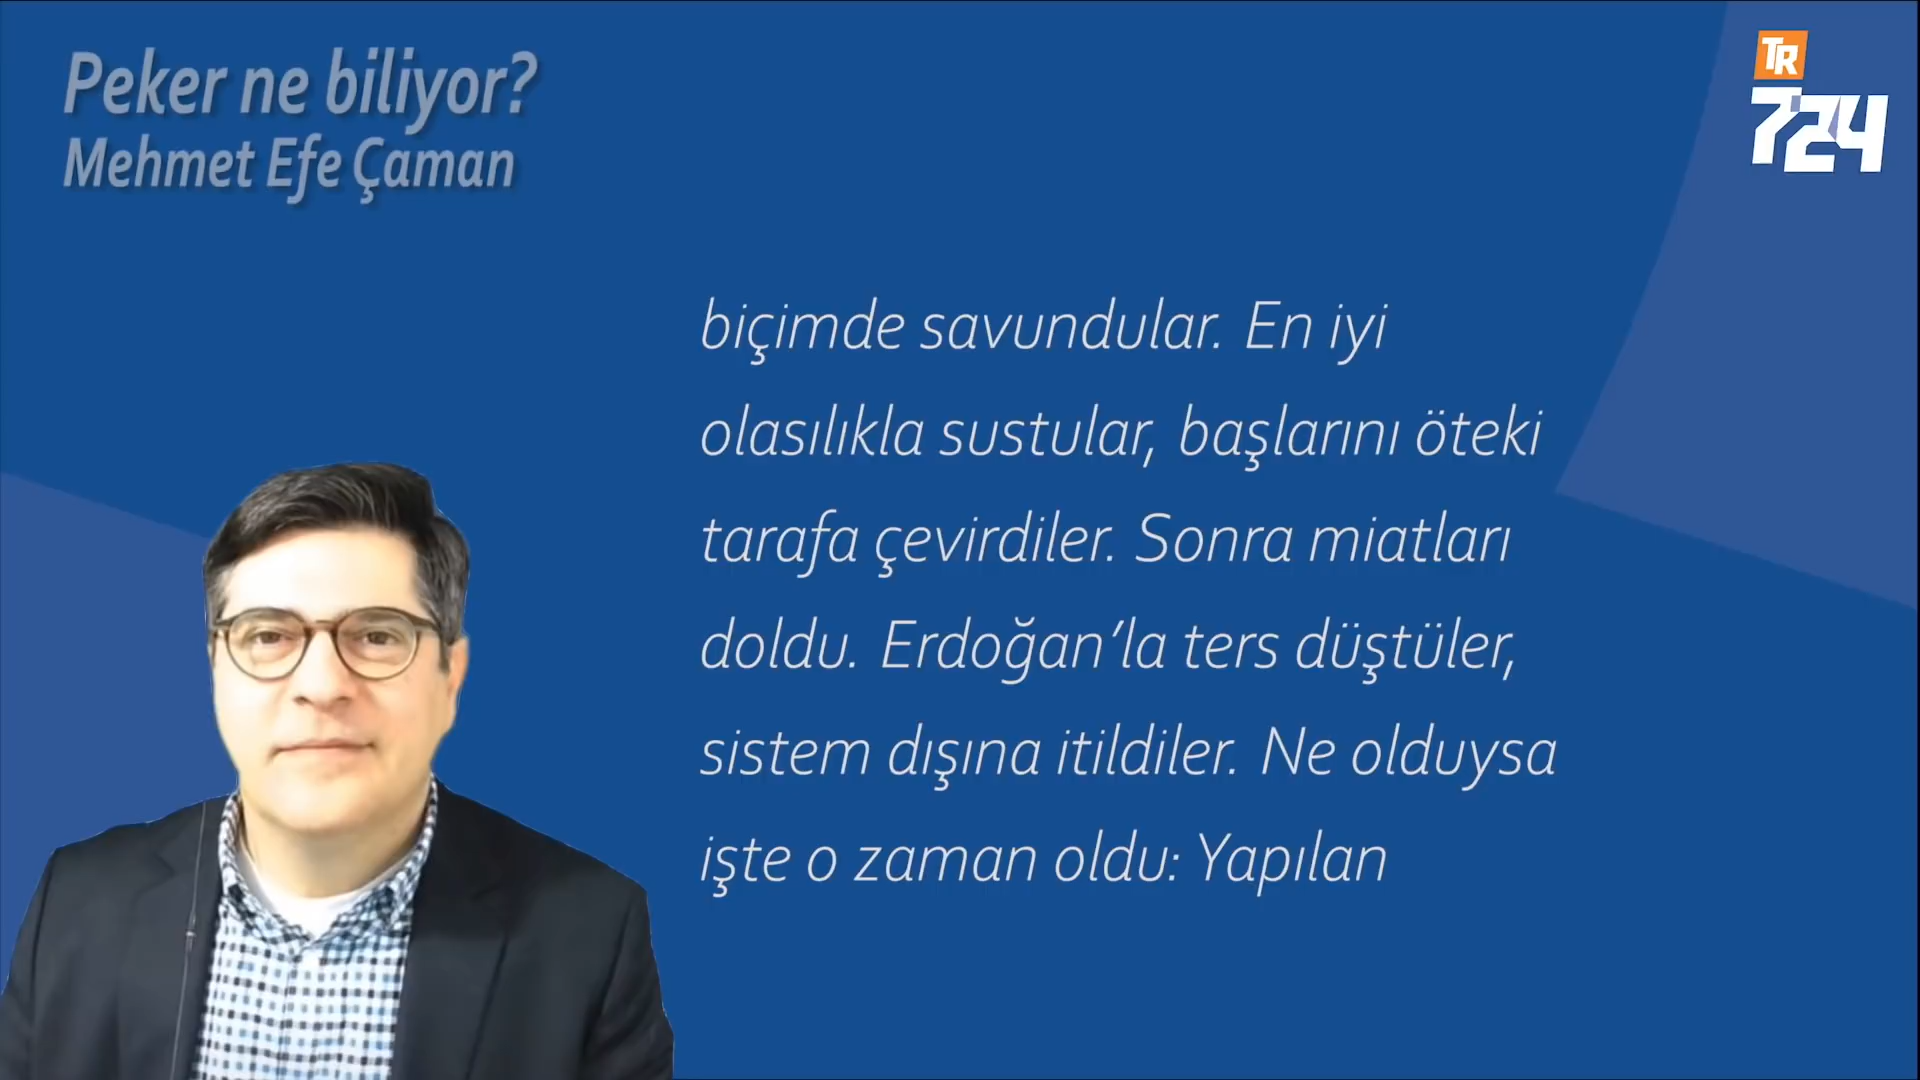 Peker ne biliyor?
Mehmet Efe Çaman
TR
724
biçimde savundular. En iyi
olasılıkla sustular, başlarını öteki
tarafa çevirdiler. Sonra miatları
doldu. Erdoğan’la ters düştüler,
sistem dışına itildiler. Ne olduysa
işte o zaman oldu: Yapılan